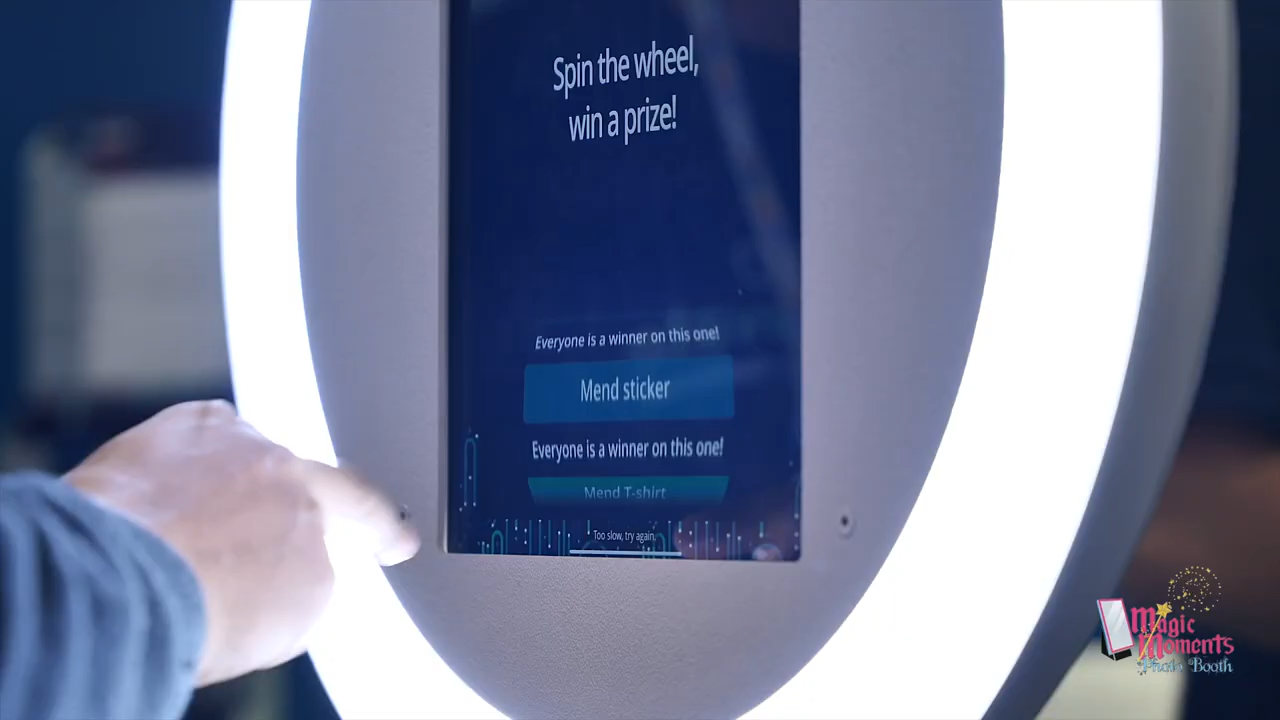 Spin the wheel,
win a prize!
Everyone is a winner on this one!
Mend sticker
Everyone is a winner on this one!
Mend T-shirt
Too slow, try again.
Magic
Moments
Photo Booth